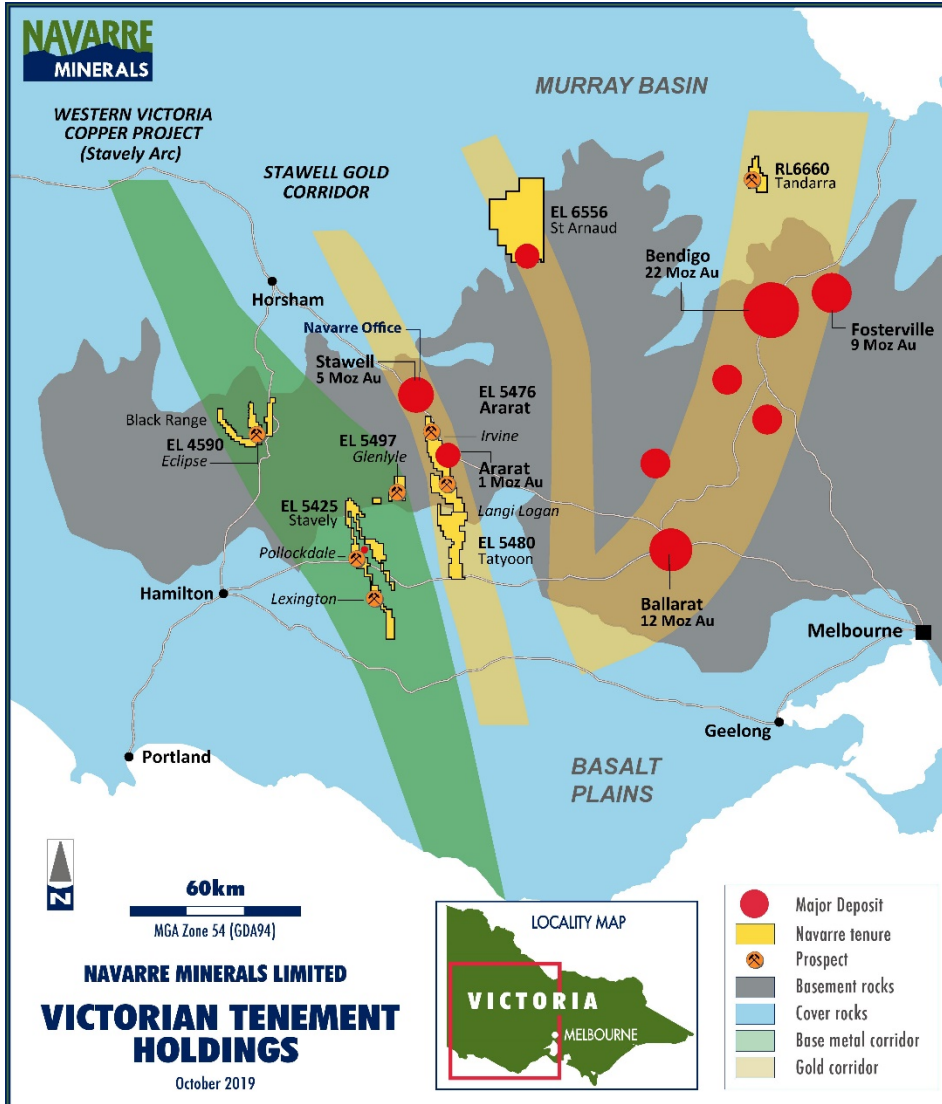 NAVARRE
MINERALS
MURRAY BASIN
WESTERN VICTORIA
COPPER PROJECT
(Stavely Arc)
STAWELL GOLD
CORRIDOR
RL6660
Tandarra
EL 6556
St Arnaud
Bendigo
22 Moz Au
Horsham
Fosterville
9 Moz Au
Navarre Office
Stawell
5 Moz Au
EL 5476
Ararat
Irvine
Black Range
EL 4590
Eclipse
EL 5497
Glenlyle
Ararat
1 Moz Au
Langi Logan
EL 5425
Stavely
EL 5480
Tatyoon
Pollockdale
Lexington
Hamilton
Ballarat
12 Moz Au
Melbourne
Geelong
Portland
BASALT
PLAINS
N
60km
MGA Zone 54 (GDA94)
NAVARRE MINERALS LIMITED
VICTORIAN TENEMENT
HOLDINGS
October 2019
LOCALITY MAP
VICTORIA
MELBOURNE
Major Deposit
Navarre tenure
Prospect
Basement rocks
Cover rocks
Base metal corridor
Gold corridor